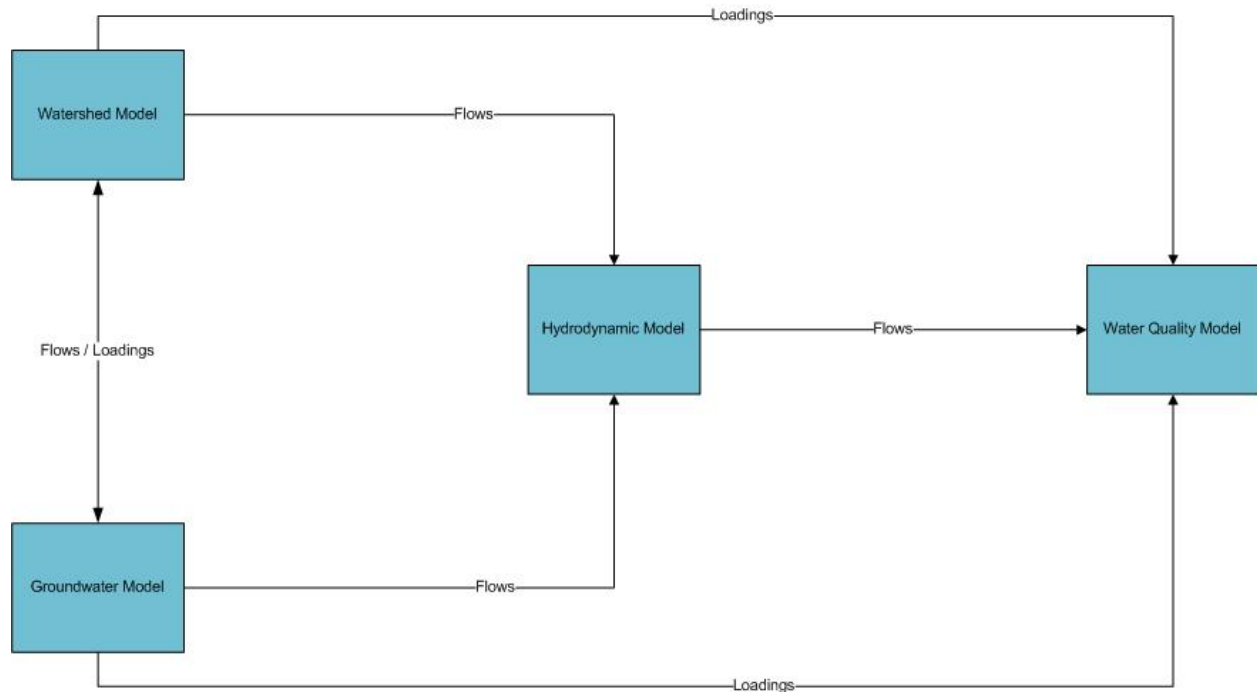 Loadings
Watershed Model
Flows
Hydrodynamic Model
Flows
Water Quality Model
Flows / Loadings
Groundwater Model
Flows
Loadings